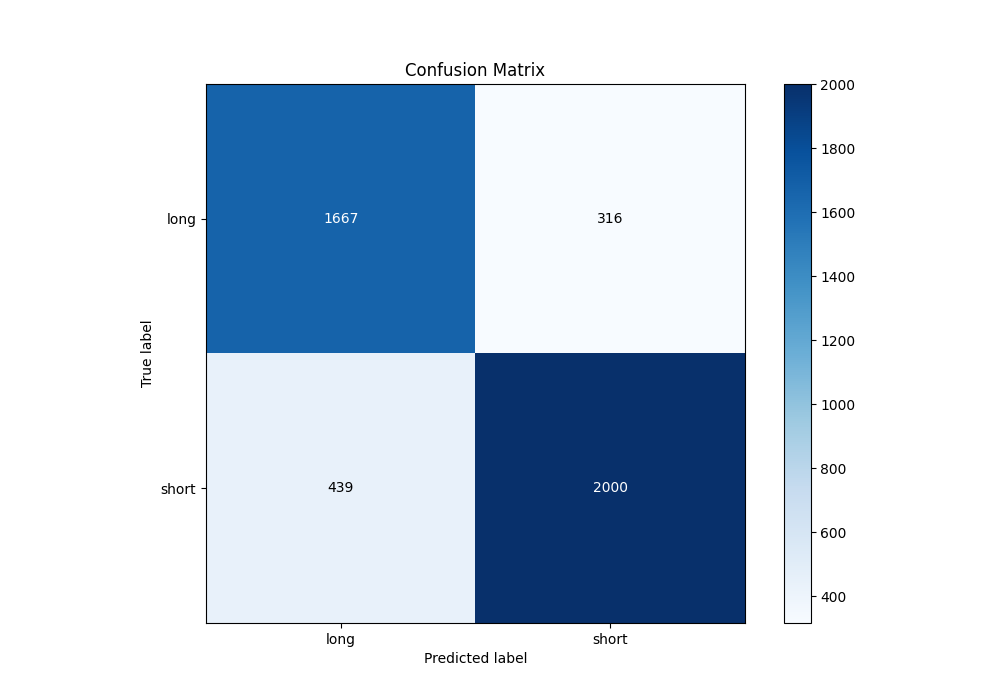 Confusion Matrix
1667
316
439
2000
long
short
True label
long
short
Predicted label
2000
1800
1600
1400
1200
1000
800
600
400